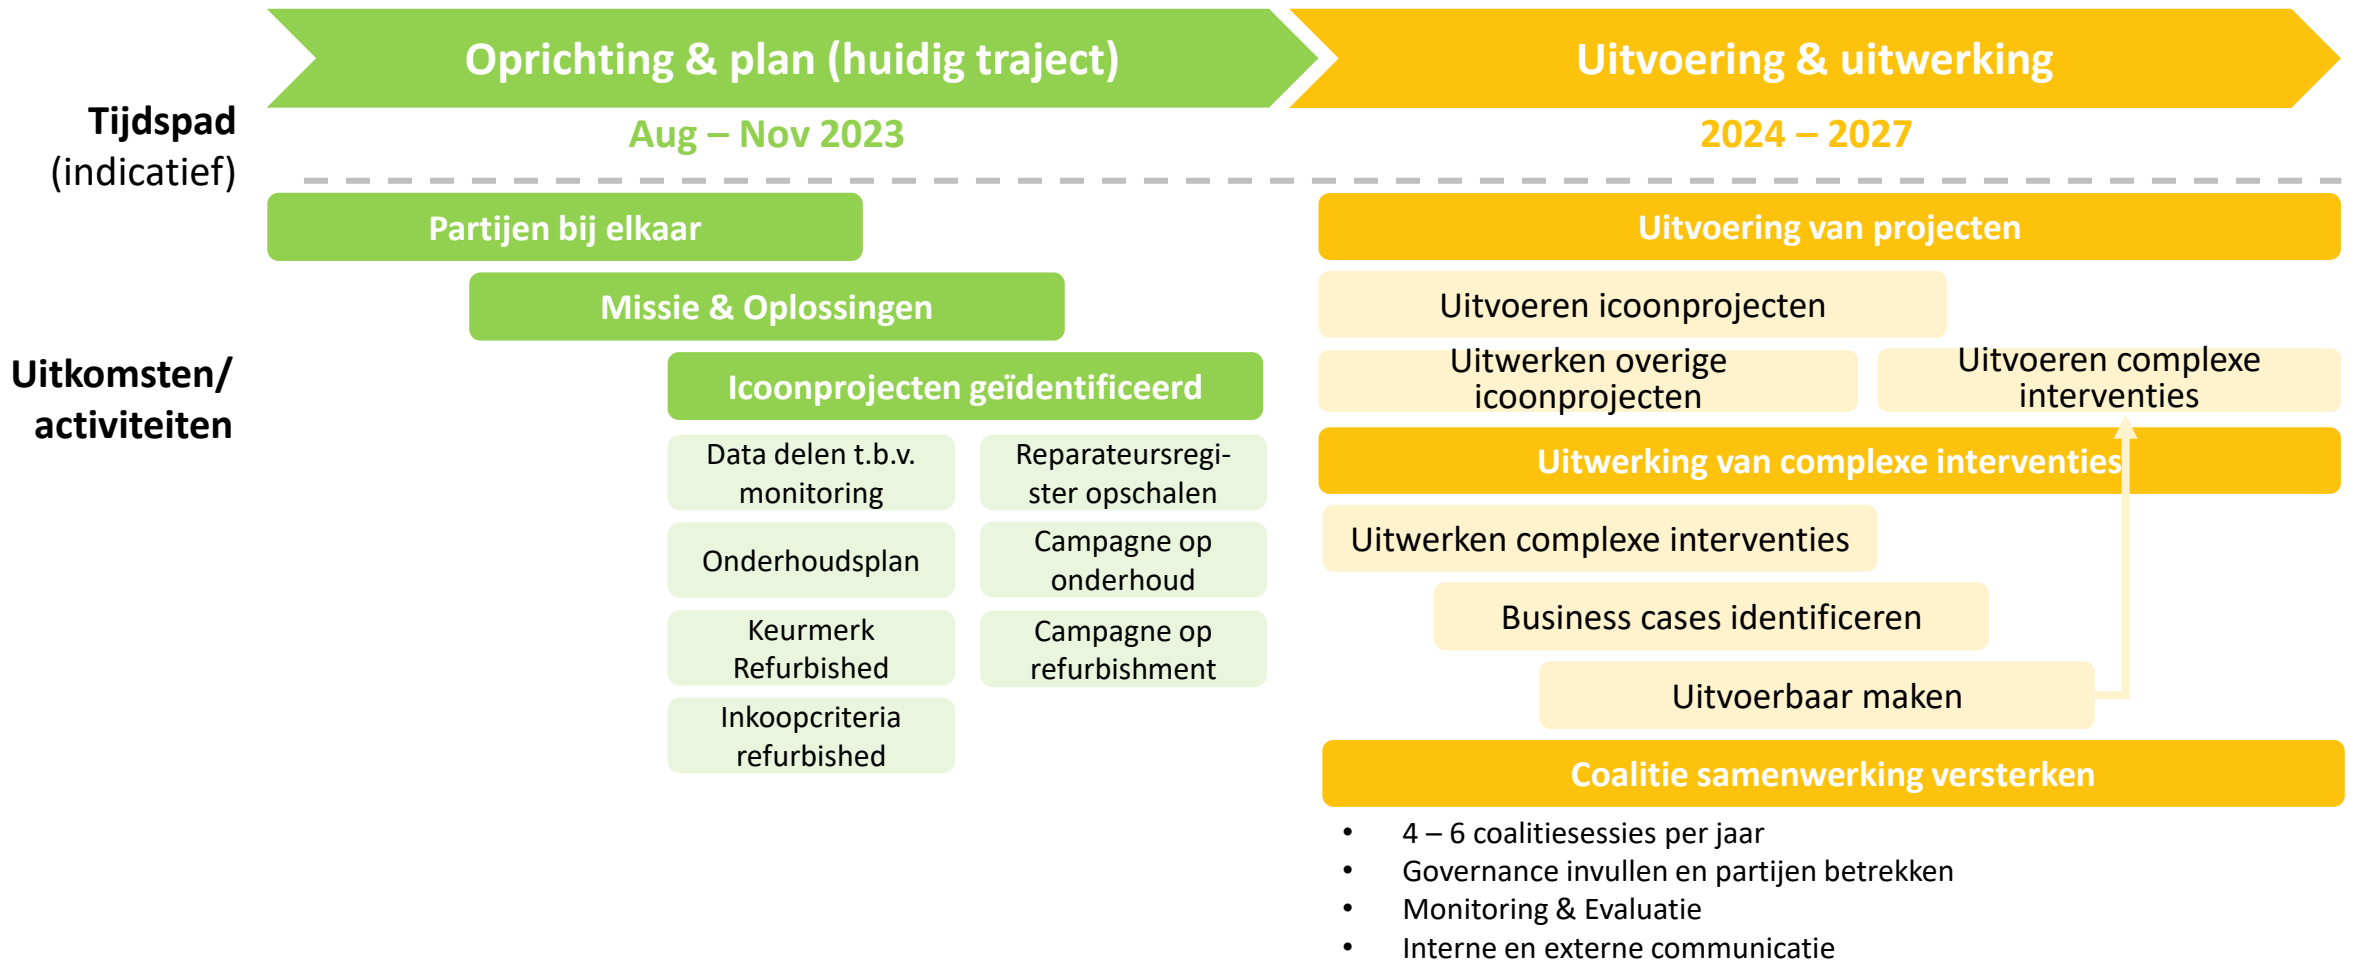 Oprichting & plan (huidig traject)
Uitvoering & uitwerking
Tijdspad
(indicatief)
Aug – Nov 2023
2024 – 2027
Uitkomsten/
activiteiten
Partijen bij elkaar
Missie & Oplossingen
Icoonprojecten geïdentificeerd
Data delen t.b.v.
monitoring
Reparateursregi-
ster opschalen
Onderhoudsplan
Campagne op
onderhoud
Keurmerk
Refurbished
Campagne op
refurbishment
Inkoopcriteria
refurbished
Uitvoering van projecten
Uitvoeren icoonprojecten
Uitwerken overige
icoonprojecten
Uitvoeren complexe
interventies
Uitwerking van complexe interventies
Uitwerken complexe interventies
Business cases identificeren
Uitvoerbaar maken
Coalitie samenwerking versterken
• 4 – 6 coalitiesessies per jaar
• Governance invullen en partijen betrekken
• Monitoring & Evaluatie
• Interne en externe communicatie